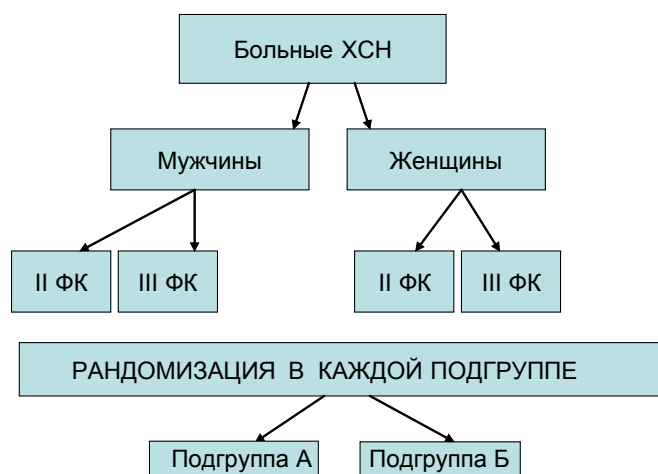 Больные ХСН
Мужчины
Женщины
II ФК
III ФК
II ФК
III ФК
РАНДОМИЗАЦИЯ В КАЖДОЙ ПОДГРУППЕ
Подгруппа А
Подгруппа Б